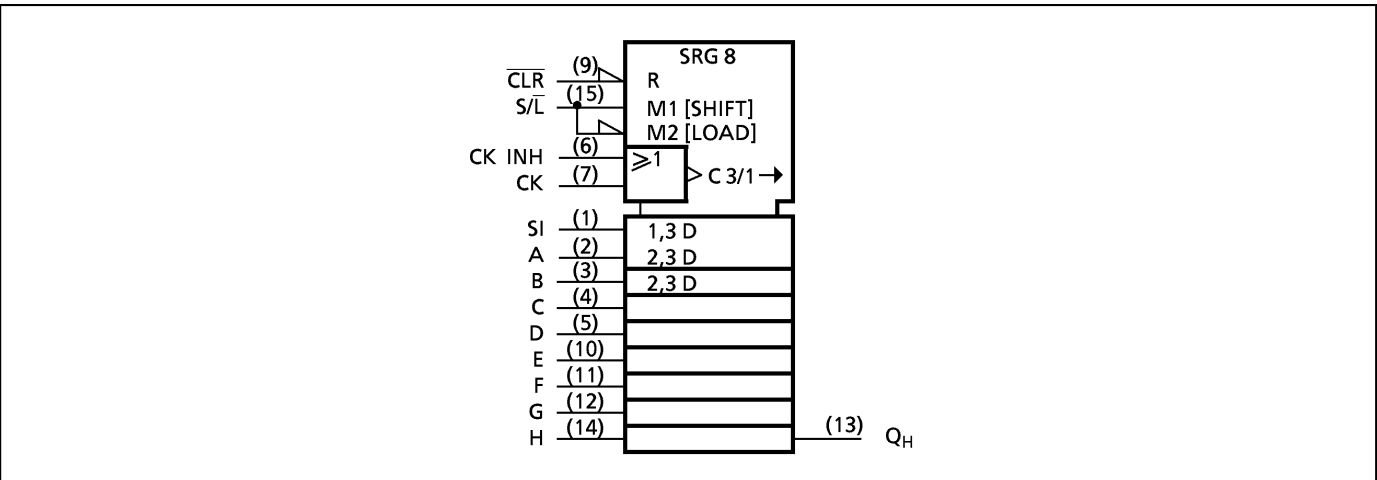 SRG 8
C̅L̅R̅ (9) R
S/L̅ (15) M1 [SHIFT]
M2 [LOAD]
CK INH (6) ≥1
CK (7) C 3/1
SI (1) 1,3 D
A (2) 2,3 D
B (3) 2,3 D
C (4)
D (5)
E (10)
F (11)
G (12)
H (14) (13) QH